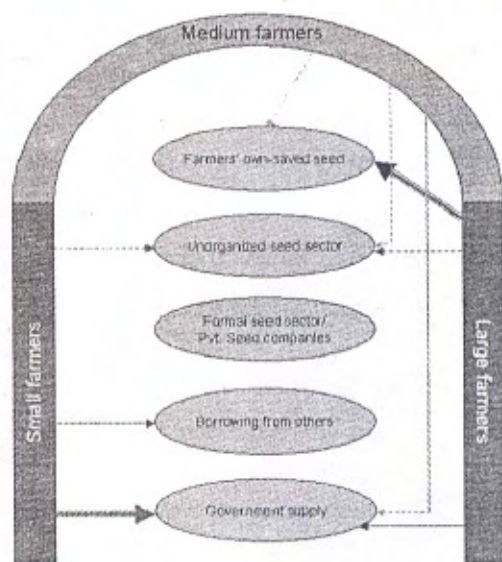 Medium farmers
Farmers' own-saved seed
Unorganized seed sector
Formal seed sector/
Pvt. Seed companies
Borrowing from others
Government supply
Small farmers
Large farmers